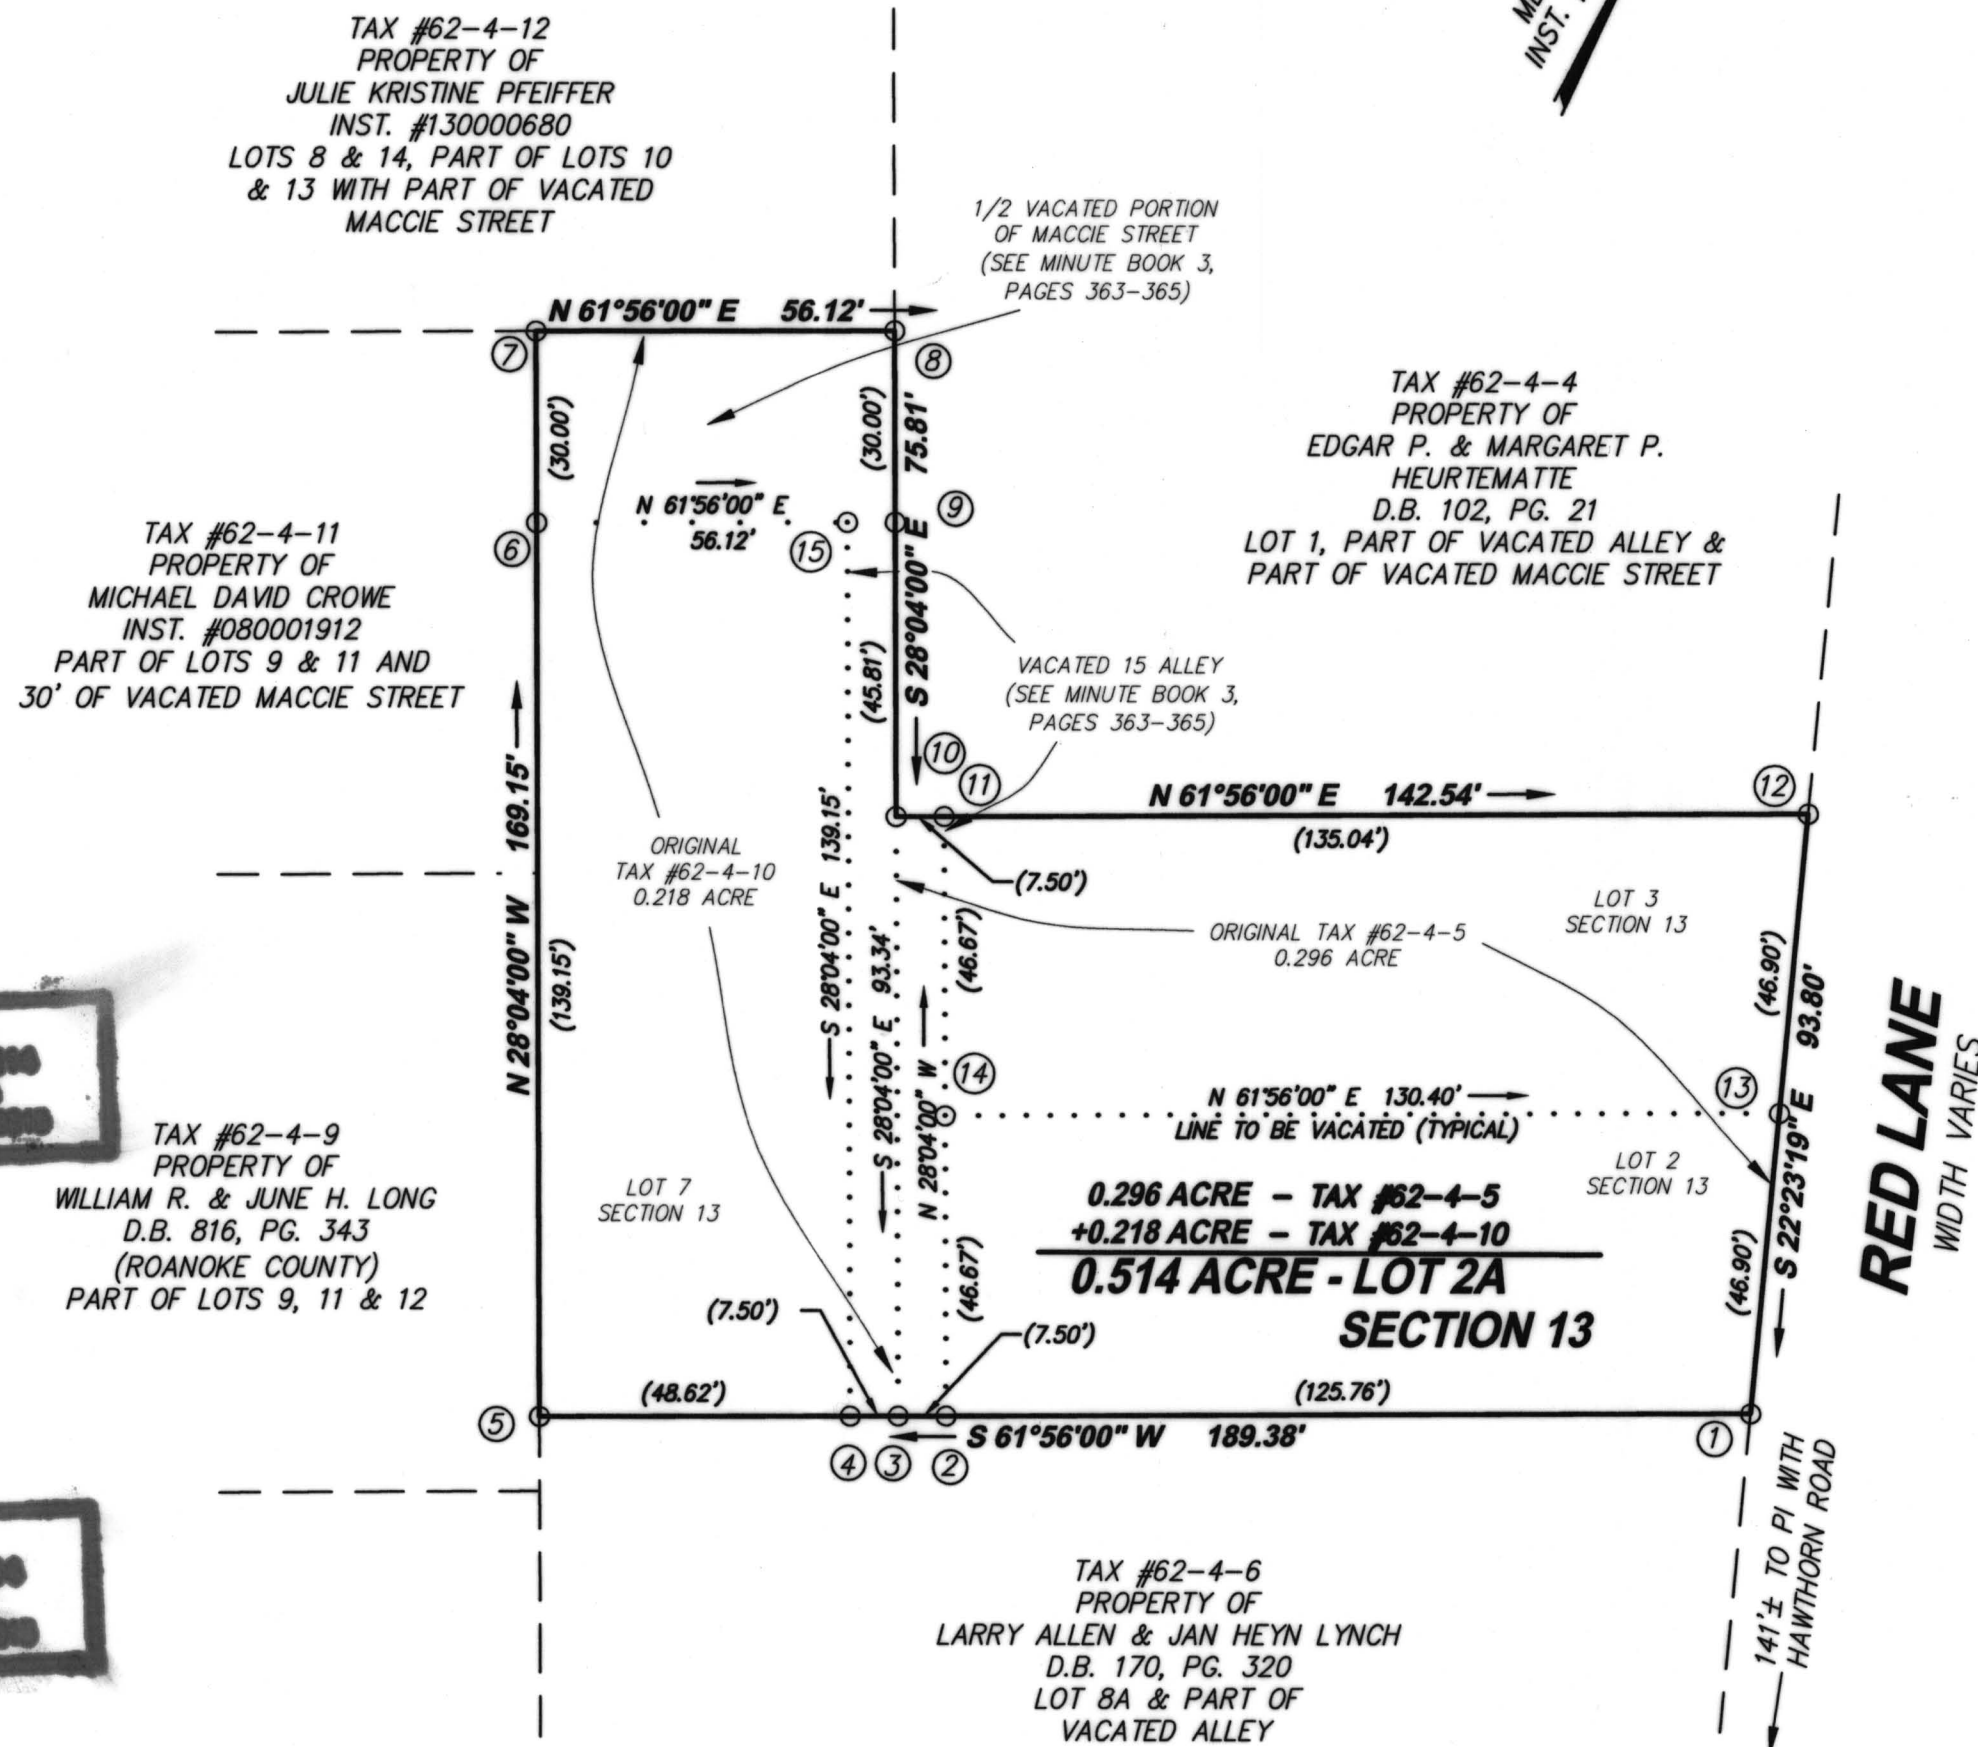 TAX #62-4-12
PROPERTY OF
JULIE KRISTINE PFEIFFER
INST. #130000680
LOTS 8 & 14, PART OF LOTS 10
& 13 WITH PART OF VACATED
MACCIE STREET
INST.
1/2 VACATED PORTION
OF MACCIE STREET
(SEE MINUTE BOOK 3,
PAGES 363-365)
N 61°56'00" E 56.12'
7
8
(30.00')
(30.00')
S 28°04'00" E 75.81'
TAX #62-4-4
PROPERTY OF
EDGAR P. & MARGARET P.
HEURTEMATTE
D.B. 102, PG. 21
LOT 1, PART OF VACATED ALLEY &
PART OF VACATED MACCIE STREET
N 61°56'00" E
56.12'
6
15
9
TAX #62-4-11
PROPERTY OF
MICHAEL DAVID CROWE
INST. #080001912
PART OF LOTS 9 & 11 AND
30' OF VACATED MACCIE STREET
(45.81')
VACATED 15 ALLEY
(SEE MINUTE BOOK 3,
PAGES 363-365)
10
11
12
N 61°56'00" E 142.54'
(135.04')
(7.50')
N 28°04'00" W 169.15'
(139.15')
ORIGINAL
TAX #62-4-10
0.218 ACRE
S 28°04'00" E 139.15'
S 28°04'00" E 93.34'
N 28°04'00" W
(46.67')
(46.67')
ORIGINAL TAX #62-4-5
0.296 ACRE
LOT 3
SECTION 13
(46.90')
S 22°23'19" E 93.80'
(46.90')
RED LANE
WIDTH VARIES
14
13
N 61°56'00" E 130.40'
LINE TO BE VACATED (TYPICAL)
LOT 2
SECTION 13
TAX #62-4-9
PROPERTY OF
WILLIAM R. & JUNE H. LONG
D.B. 816, PG. 343
(ROANOKE COUNTY)
PART OF LOTS 9, 11 & 12
LOT 7
SECTION 13
0.296 ACRE - TAX #62-4-5
+0.218 ACRE - TAX #62-4-10
0.514 ACRE - LOT 2A
SECTION 13
(7.50')
(7.50')
(48.62')
(125.76')
5
4
3
2
1
S 61°56'00" W 189.38'
141'± TO PI WITH
HAWTHORN ROAD
TAX #62-4-6
PROPERTY OF
LARRY ALLEN & JAN HEYN LYNCH
D.B. 170, PG. 320
LOT 8A & PART OF
VACATED ALLEY